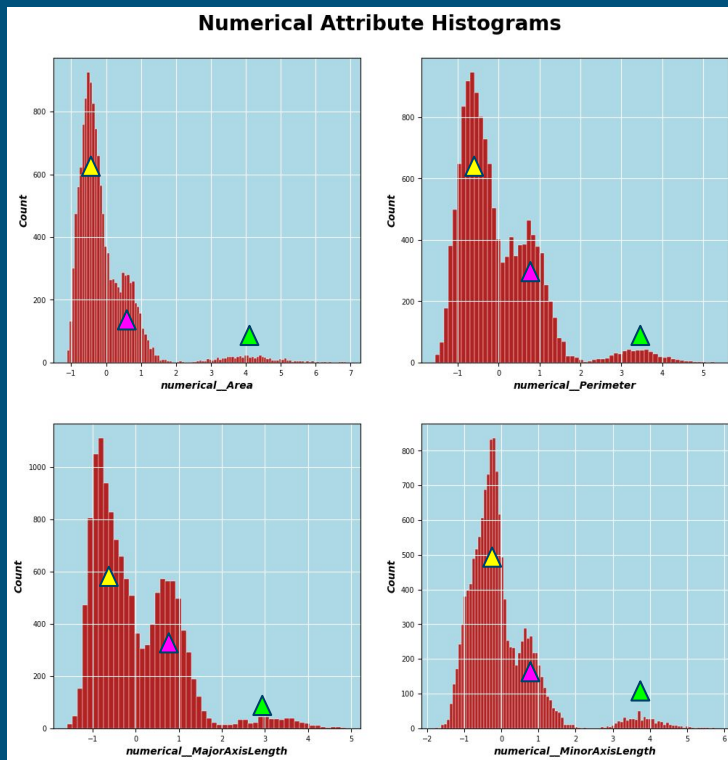 Numerical Attribute Histograms
800
600
400
200
0
Count
−1 0 1 2 3 4 5 6 7
numerical__Area
800
600
400
200
0
Count
−1 0 1 2 3 4 5
numerical__Perimeter
1000
800
600
400
200
0
Count
−1 0 1 2 3 4 5
numerical__MajorAxisLength
800
700
600
500
400
300
200
100
0
Count
−2 −1 0 1 2 3 4 5 6
numerical__MinorAxisLength